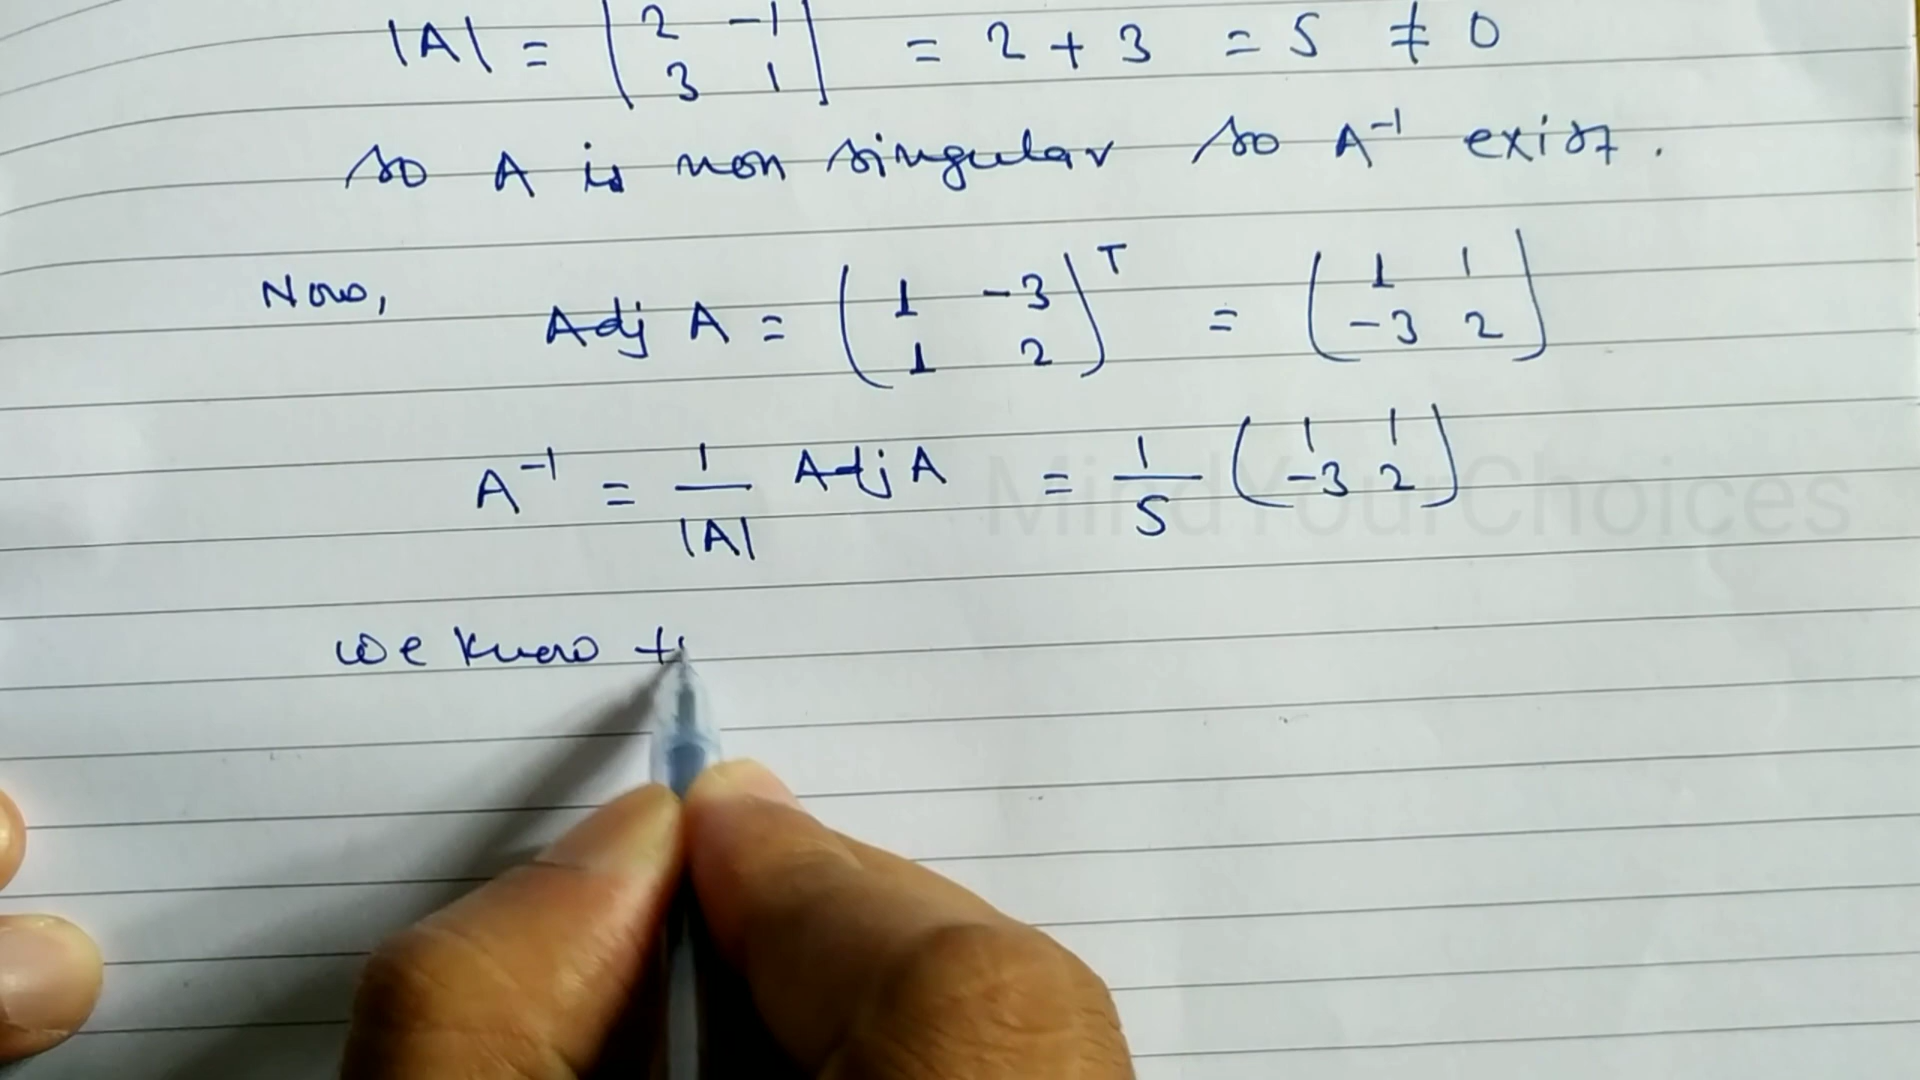 |A| = | 2 -1 3 1 | = 2 + 3 = 5 ≠ 0
so A is non singular so A⁻¹ exist.
Now, Adj A = ( 1 -3 1 2 )ᵀ = ( 1 1 -3 2 )
A⁻¹ = 1/|A| Adj A = 1/5 ( 1 1 -3 2 )
MindYourChoices
we know